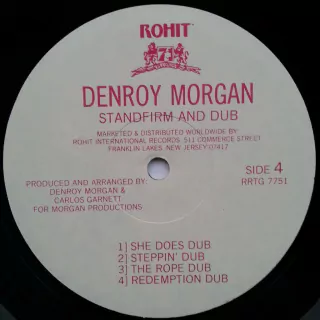 ROHIT
DENROY MORGAN
STANDFIRM AND DUB
MARKETED & DISTRIBUTED WORLDWIDE BY
ROHIT INTERNATIONAL RECORDS 511 COMMERCE STREET
FRANKLIN LAKES NEW JERSEY 07417
SIDE 4
RRTG 7751
PRODUCED AND ARRANGED BY:
DENROY MORGAN &
CARLOS GARNETT
FOR MORGAN PRODUCTIONS
1] SHE DOES DUB
2] STEPPIN' DUB
3] THE ROPE DUB
4] REDEMPTION DUB